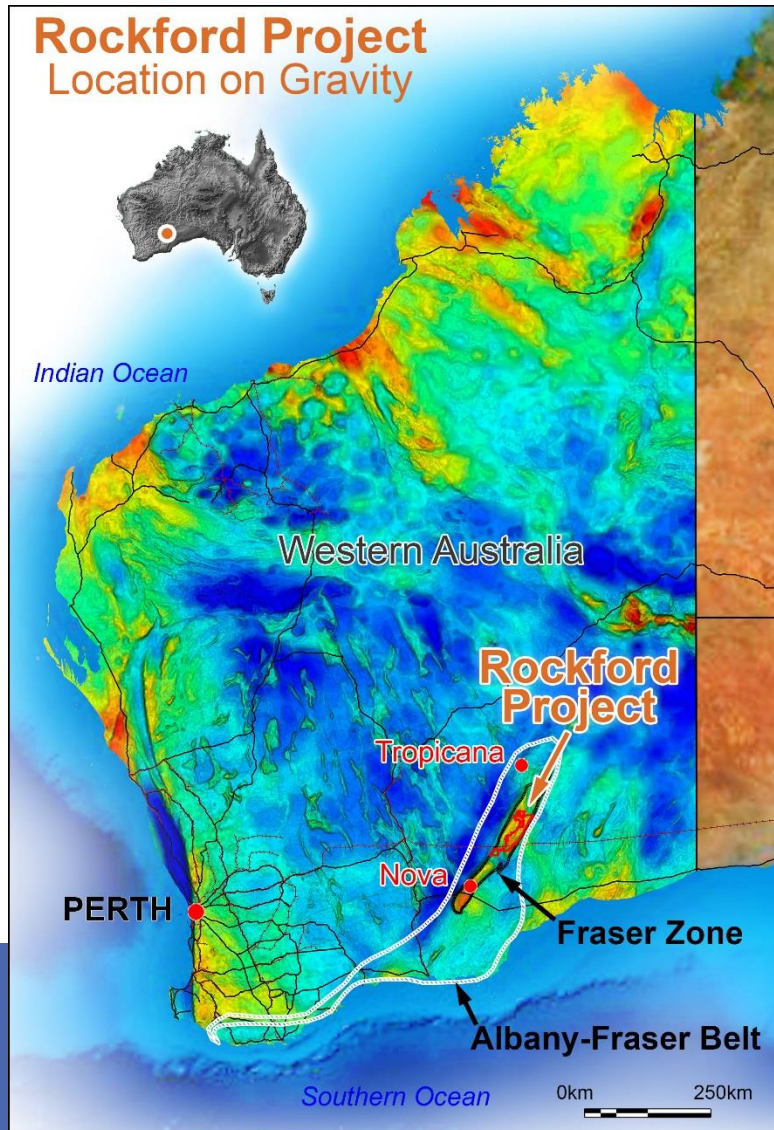 Rockford Project
Location on Gravity
Indian Ocean
Western Australia
Rockford
Project
Tropicana
Nova
PERTH
Fraser Zone
Albany-Fraser Belt
Southern Ocean
0km 250km